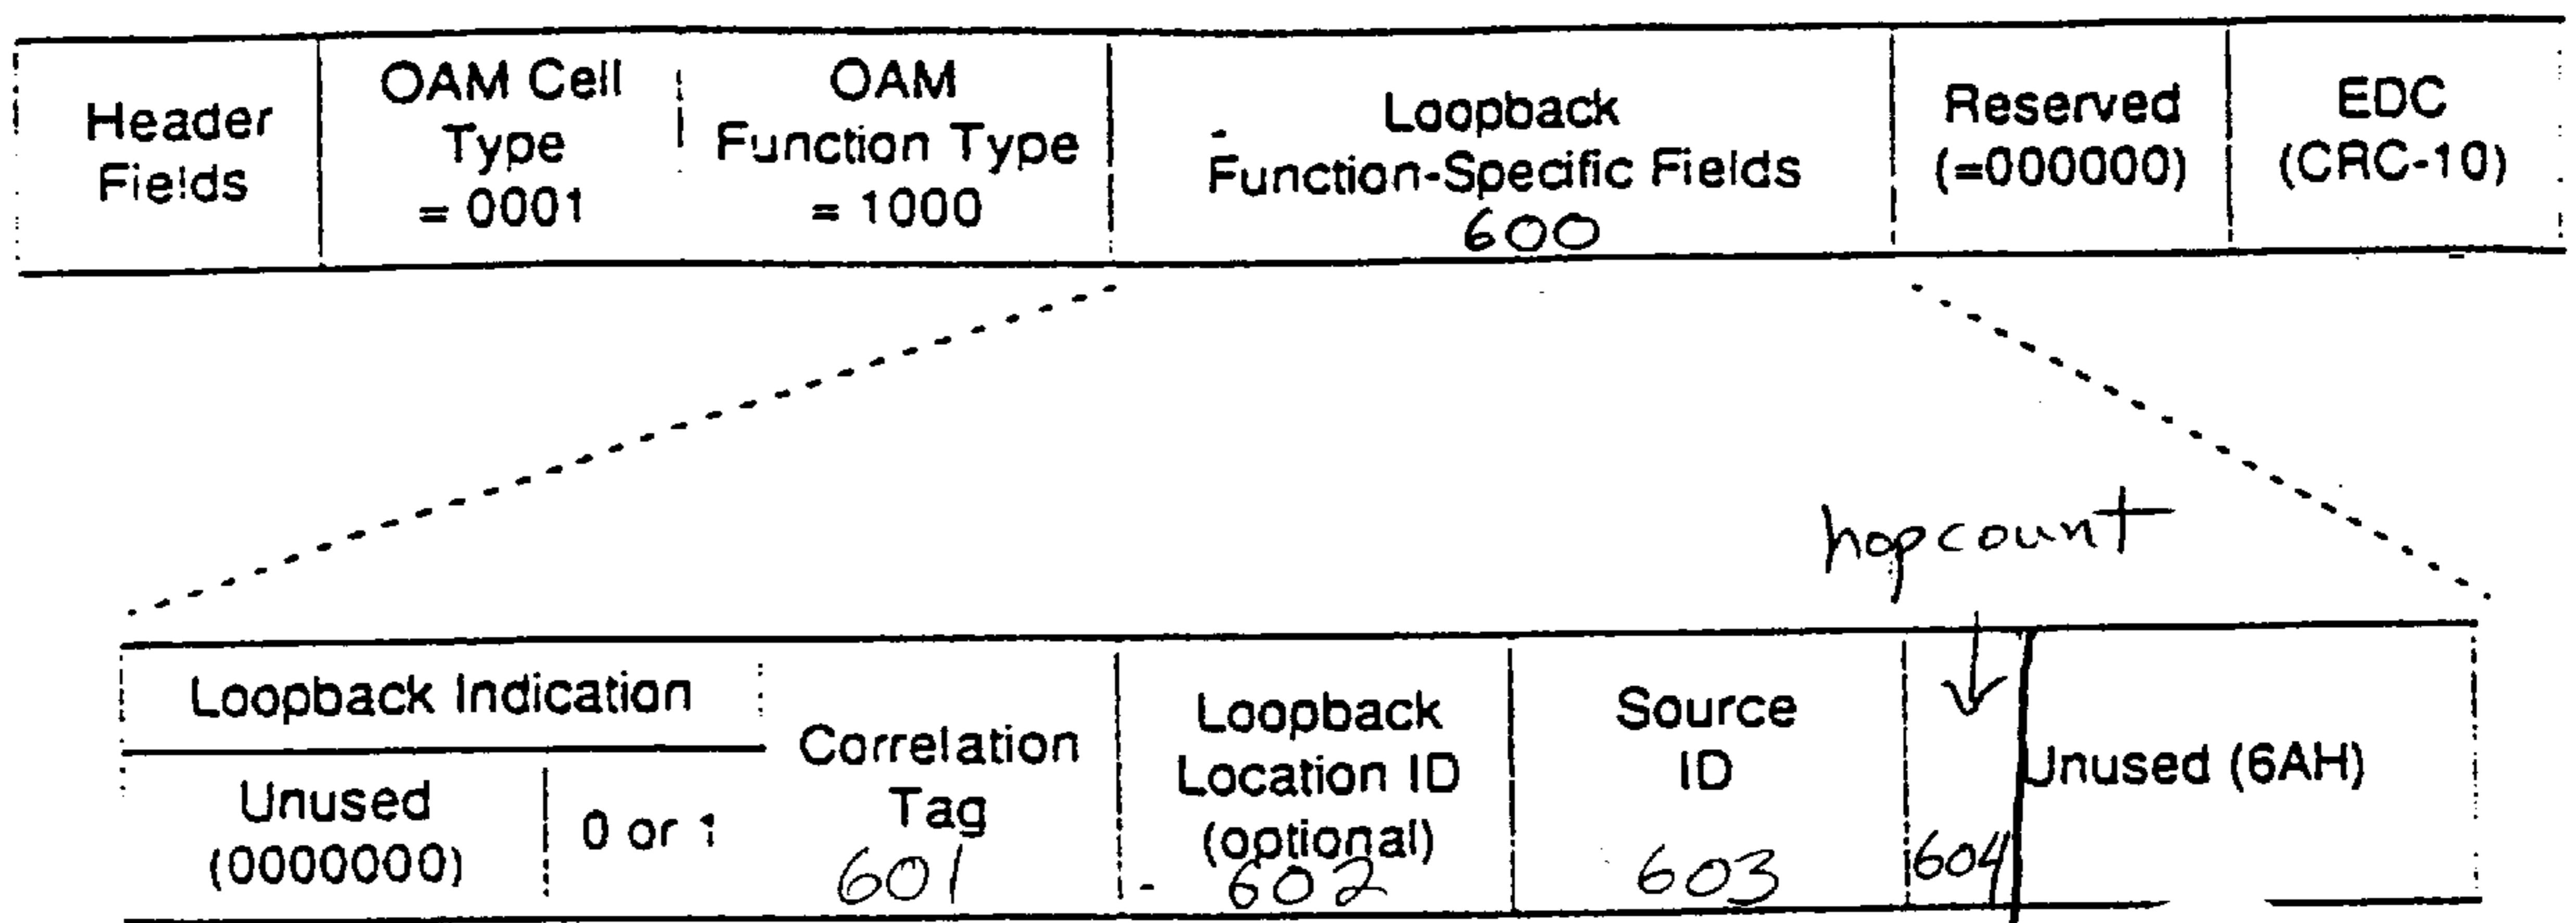 Header
Fields
OAM Cell
Type
= 0001
OAM
Function Type
= 1000
Loopback
Function-Specific Fields
600
Reserved
(=000000)
EDC
(CRC-10)
hopcount
Loopback Indication
Unused
(0000000)
0 or 1
Correlation
Tag
601
Loopback
Location ID
(optional)
602
Source
ID
603
604
Unused (6AH)